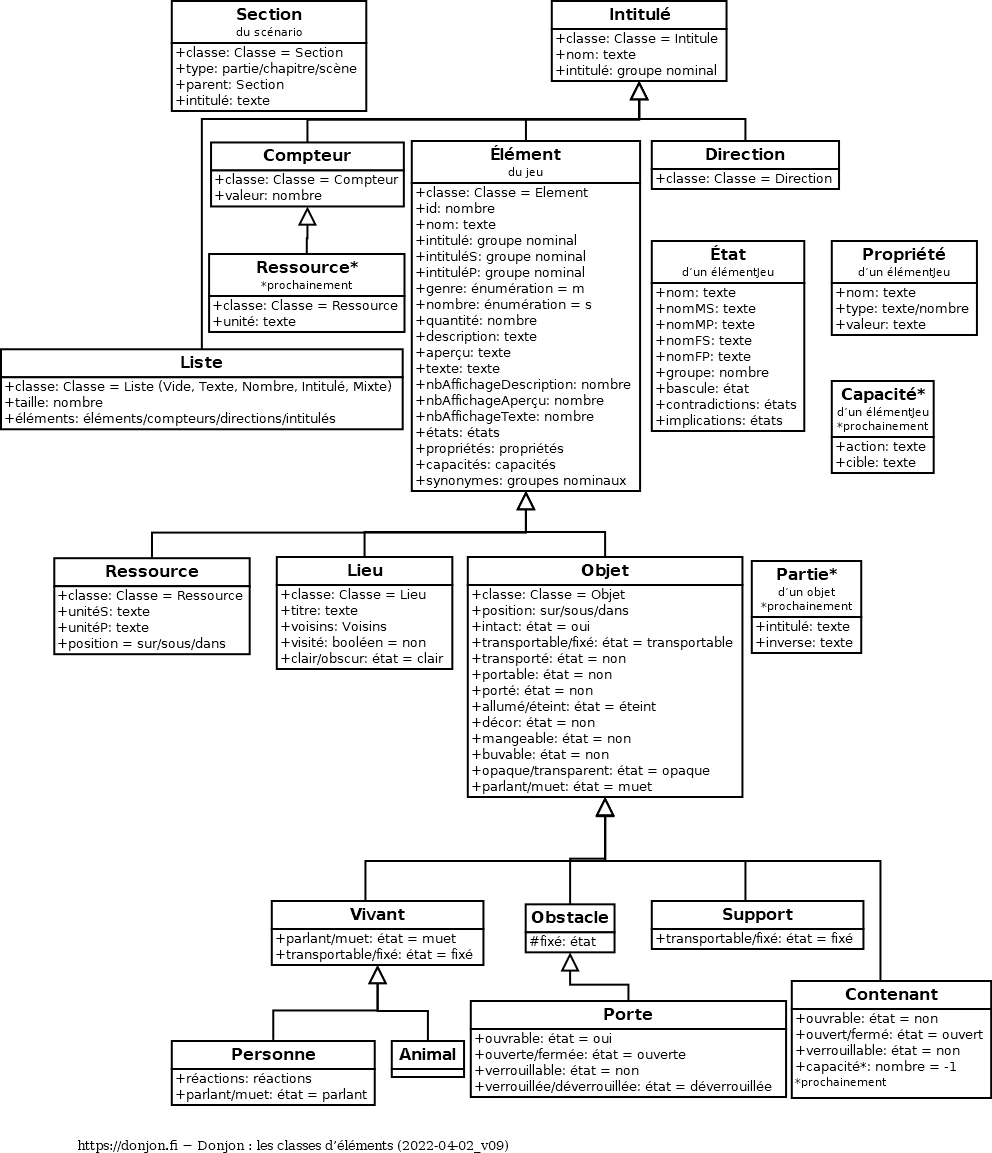 Section
du scénario
+classe: Classe = Section
+type: partie/chapitre/scène
+parent: Section
+intitulé: texte
Intitulé
+classe: Classe = Intitule
+nom: texte
+intitulé: groupe nominal
Compteur
+classe: Classe = Compteur
+valeur: nombre
Élément
du jeu
+classe: Classe = Element
+id: nombre
+nom: texte
+intitulé: groupe nominal
+intituléS: groupe nominal
+intituléP: groupe nominal
+genre: énumération = m
+nombre: énumération = s
+quantité: nombre
+description: texte
+aperçu: texte
+texte: texte
+nbAffichageDescription: nombre
+nbAffichageAperçu: nombre
+nbAffichageTexte: nombre
+états: états
+propriétés: propriétés
+capacités: capacités
+synonymes: groupes nominaux
Direction
+classe: Classe = Direction
Ressource*
*prochainement
+classe: Classe = Ressource
+unité: texte
État
d'un élémentJeu
+nom: texte
+nomMS: texte
+nomMP: texte
+nomFS: texte
+nomFP: texte
+groupe: nombre
+bascule: état
+contradictions: états
+implications: états
Propriété
d'un élémentJeu
+nom: texte
+type: texte/nombre
+valeur: texte
Liste
+classe: Classe = Liste (Vide, Texte, Nombre, Intitulé, Mixte)
+taille: nombre
+éléments: éléments/compteurs/directions/intitulés
Capacité*
d'un élémentJeu
*prochainement
+action: texte
+cible: texte
Ressource
+classe: Classe = Ressource
+unitéS: texte
+unitéP: texte
+position = sur/sous/dans
Lieu
+classe: Classe = Lieu
+titre: texte
+voisins: Voisins
+visité: booléen = non
+clair/obscur: état = clair
Objet
+classe: Classe = Objet
+position: sur/sous/dans
+intact: état = oui
+transportable/fixé: état = transportable
+transporté: état = non
+portable: état = non
+porté: état = non
+allumé/éteint: état = éteint
+décor: état = non
+mangeable: état = non
+buvable: état = non
+opaque/transparent: état = opaque
+parlant/muet: état = muet
Partie*
d'un objet
*prochainement
+intitulé: texte
+inverse: texte
Vivant
+parlant/muet: état = muet
+transportable/fixé: état = fixé
Obstacle
#fixé: état
Support
+transportable/fixé: état = fixé
Contenant
+ouvrable: état = non
+ouvert/fermé: état = ouvert
+verrouillable: état = non
+capacité*: nombre = -1
*prochainement
Porte
+ouvrable: état = oui
+ouverte/fermée: état = ouverte
+verrouillable: état = non
+verrouillée/déverrouillée: état = déverrouillée
Personne
+réactions: réactions
+parlant/muet: état = parlant
Animal
https://donjon.fi − Donjon : les classes d'éléments (2022-04-02_v09)